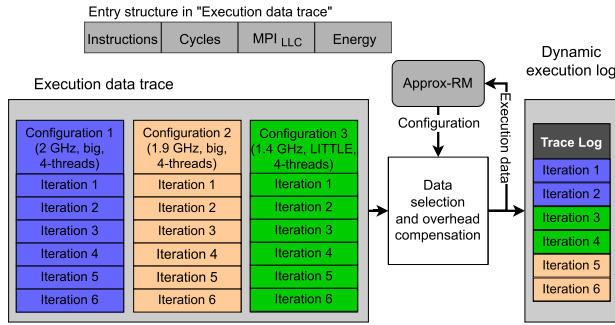 Entry structure in "Execution data trace"
Instructions Cycles MPI LLC Energy
Dynamic
execution log
Execution data trace
Approx-RM
Configuration
Execution data
Configuration 1
(2 GHz, big,
4-threads)
Iteration 1
Iteration 2
Iteration 3
Iteration 4
Iteration 5
Iteration 6
Configuration 2
(1.9 GHz, big,
4-threads)
Iteration 1
Iteration 2
Iteration 3
Iteration 4
Iteration 5
Iteration 6
Configuration 3
(1.4 GHz, LITTLE,
4-threads)
Iteration 1
Iteration 2
Iteration 3
Iteration 4
Iteration 5
Iteration 6
Data
selection
and overhead
compensation
Trace Log
Iteration 1
Iteration 2
Iteration 3
Iteration 4
Iteration 5
Iteration 6